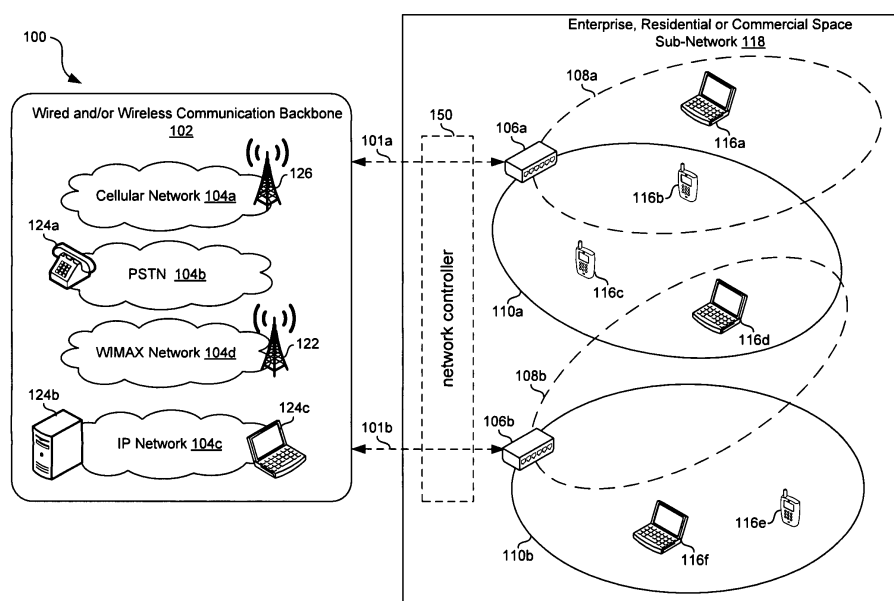 100
Wired and/or Wireless Communication Backbone
102
Cellular Network 104a
126
124a
PSTN 104b
WIMAX Network 104d
122
124b
124c
IP Network 104c
101a
101b
150
network controller
Enterprise, Residential or Commercial Space
Sub-Network 118
108a
106a
116a
116b
116c
110a
116d
108b
106b
116e
116f
110b